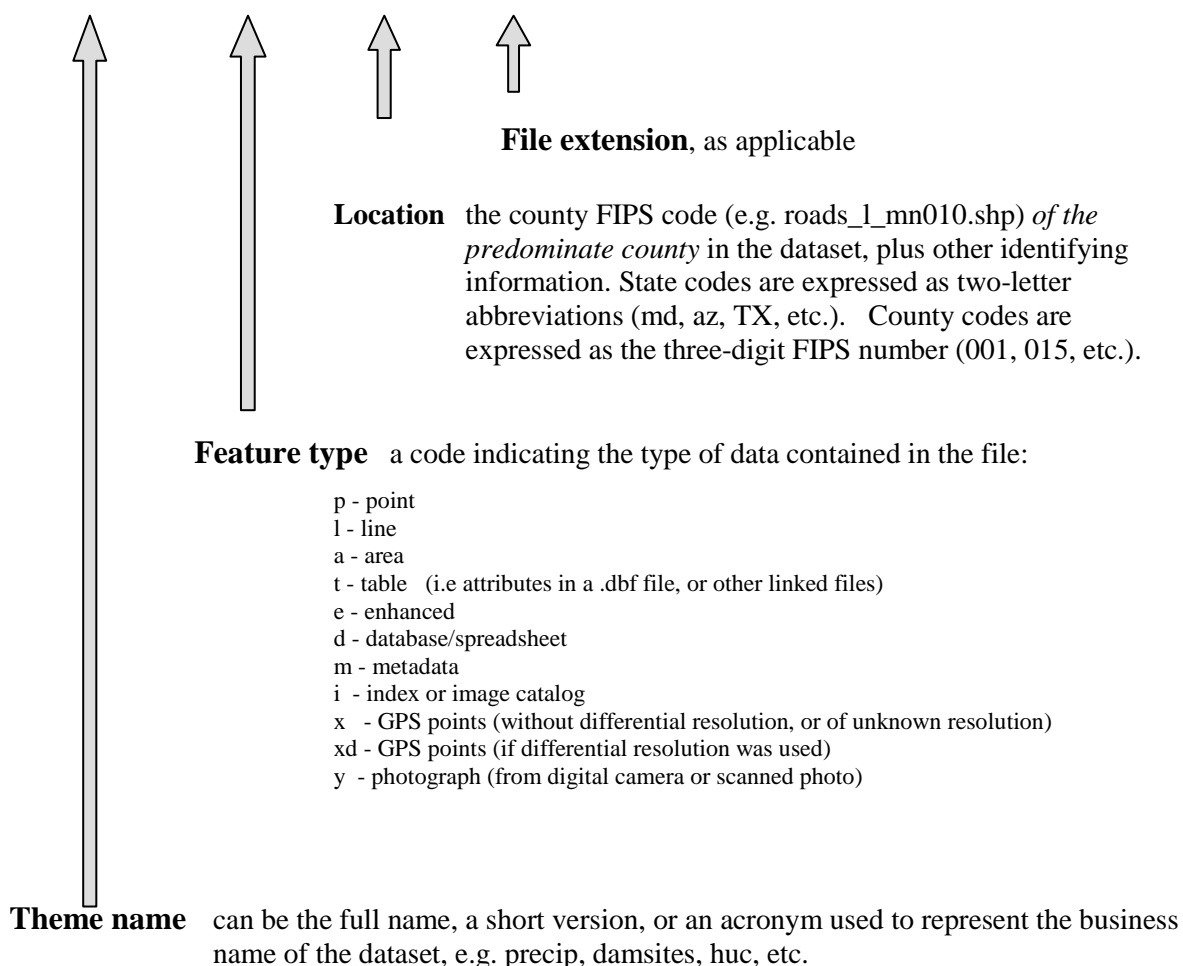 File extension, as applicable
Location the county FIPS code (e.g. roads_l_mn010.shp) of the
predominate county in the dataset, plus other identifying
information. State codes are expressed as two-letter
abbreviations (md, az, TX, etc.). County codes are
expressed as the three-digit FIPS number (001, 015, etc.).
Feature type a code indicating the type of data contained in the file:
p - point
l - line
a - area
t - table (i.e attributes in a .dbf file, or other linked files)
e - enhanced
d - database/spreadsheet
m - metadata
i - index or image catalog
x - GPS points (without differential resolution, or of unknown resolution)
xd - GPS points (if differential resolution was used)
y - photograph (from digital camera or scanned photo)
Theme name can be the full name, a short version, or an acronym used to represent the business
name of the dataset, e.g. precip, damsites, huc, etc.